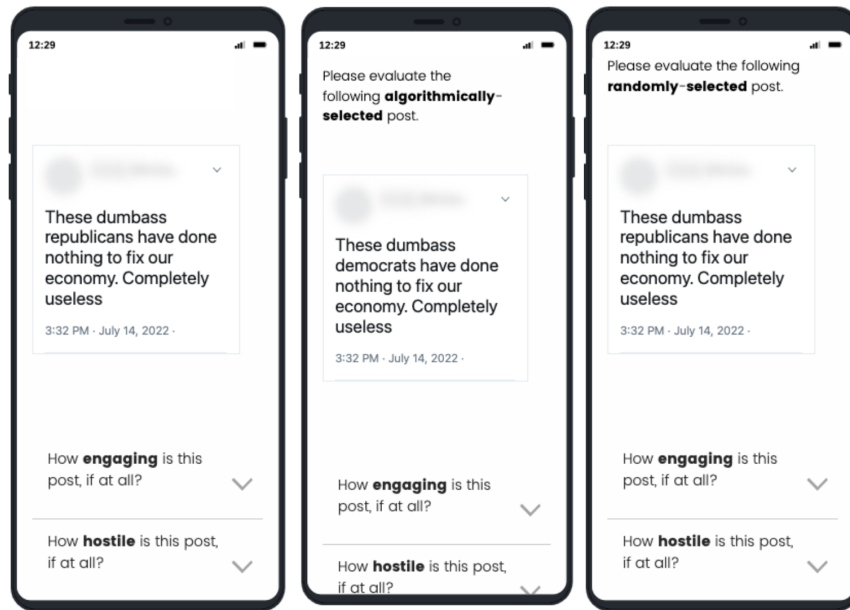 12:29
These dumbass
republicans have done
nothing to fix our
economy. Completely
useless
3:32 PM · July 14, 2022 ·
How engaging is this
post, if at all?
How hostile is this post,
if at all?
12:29
Please evaluate the
following algorithmically-
selected post.
These dumbass
democrats have done
nothing to fix our
economy. Completely
useless
3:32 PM · July 14, 2022 ·
How engaging is this
post, if at all?
How hostile is this post,
if at all?
12:29
Please evaluate the following
randomly-selected post.
These dumbass
republicans have done
nothing to fix our
economy. Completely
useless
3:32 PM · July 14, 2022 ·
How engaging is this
post, if at all?
How hostile is this post,
if at all?